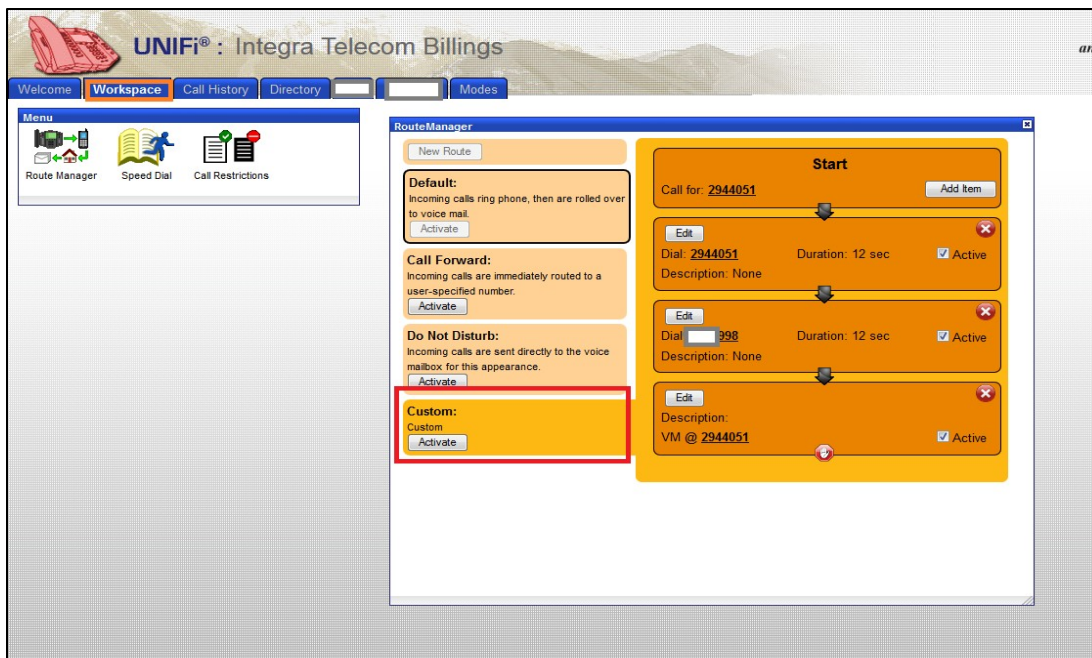 UNIFi® : Integra Telecom Billings
Welcome Workspace Call History Directory Modes
Menu
Route Manager Speed Dial Call Restrictions
RouteManager
New Route
Default:
Incoming calls ring phone, then are rolled over
to voice mail.
Activate
Call Forward:
Incoming calls are immediately routed to a
user-specified number.
Activate
Do Not Disturb:
Incoming calls are sent directly to the voice
mailbox for this appearance.
Activate
Custom:
Custom
Activate
Start
Call for: 2944051 Add Item
Edit
Dial: 2944051 Duration: 12 sec Active
Description: None
Edit
Dial 998 Duration: 12 sec Active
Description: None
Edit
Description:
VM @ 2944051 Active